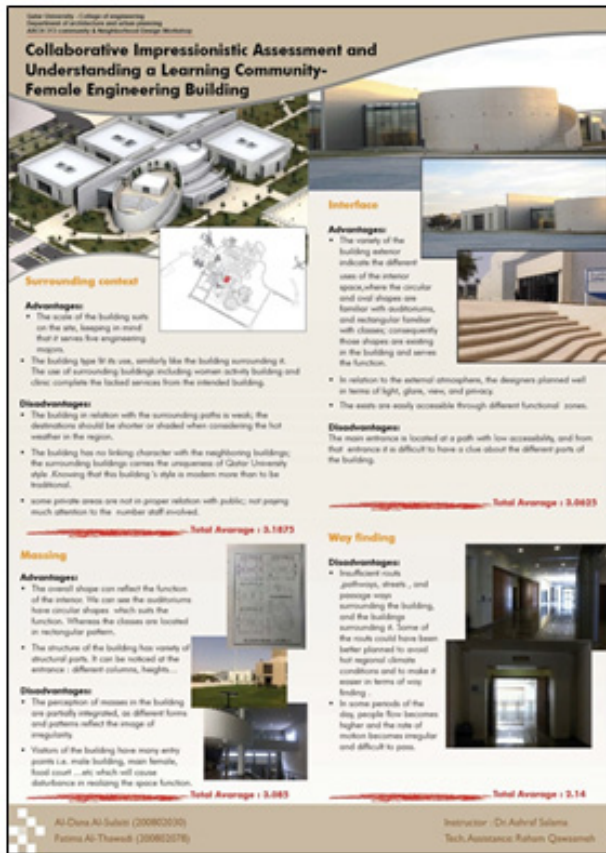 Qatar University - College of engineering
Department of architecture and urban planning
ARCH 313 community & Neighborhood Design Workshop
Collaborative Impressionistic Assessment and
Understanding a Learning Community-
Female Engineering Building
Surrounding context
Advantages:
• The scale of the building suits
on the site, keeping in mind
that it serves five engineering
majors.
• The building type fit its use, similarly like the building surrounding it.
The use of surrounding buildings including women activity building and
clinic complete the lacked services from the intended building.
Disadvantages:
• The building in relation with the surrounding paths is weak; the
destinations should be shorter or shaded when considering the hot
weather in the region.
• The building has no linking character with the neighboring buildings;
the surrounding buildings carries the uniqueness of Qatar University
style .Knowing that this building 's style is modern more than to be
traditional.
• some private areas are not in proper relation with public; not paying
much attention to the number staff involved.
Total Avarage : 3.1875
Massing
Advantages:
• The overall shape can reflect the function
of the interior. We can see the auditoriums
have circular shapes which suits the
function. Whereas the classes are located
in rectangular pattern.
• The structure of the building has variety of
structural parts. It can be noticed at the
entrance : different columns, heights...
Disadvantages:
• The perception of masses in the building
are partially integrated, as different forms
and patterns reflect the image of
irregularity.
• Visitors of the building have many entry
points i.e. male building, main female,
food court ...etc which will cause
disturbance in realizing the space function.
Total Avarage : 3.085
Interface
Advantages:
• The variety of the
building exterior
indicate the different
uses of the interior
space,where the circular
and oval shapes are
familiar with auditoriums,
and rectangular familiar
with classes; consequently
those shapes are existing
in the building and serves
the function.
• In relation to the external atmosphere, the designers planned well
in terms of light, glare, view, and privacy.
• The exists are easily accessible through different functional zones.
Disadvantages:
The main entrance is located at a path with low accessibility, and from
that entrance it is difficult to have a clue about the different parts of
the building.
Total Avarage : 3.0625
Way finding
Disadvantages:
• Insufficient routs
,pathways, streets , and
passage ways
surrounding the building,
and the buildings
surrounding it. Some of
the routs could have been
better planned to avoid
hot regional climate
conditions and to make it
easier in terms of way
finding .
• In some periods of the
day, people flow becomes
higher and the rate of
motion becomes irregular
and difficult to pass.
Total Avarage : 2.14
Al-Dana Al-Sulaiti (200802030)
Fatima Al-Thawadi (200802078)
Instructor : Dr. Ashraf Salama
Tech. Assistance: Reham Qawasmeh